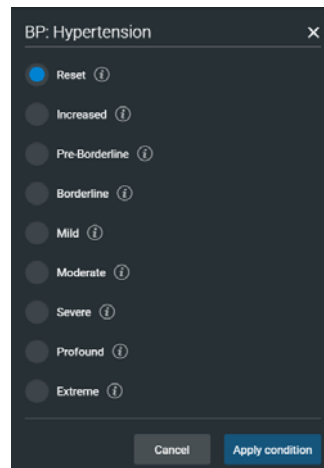 BP: Hypertension
Reset
Increased
Pre-Borderline
Borderline
Mild
Moderate
Severe
Profound
Extreme
Cancel Apply condition